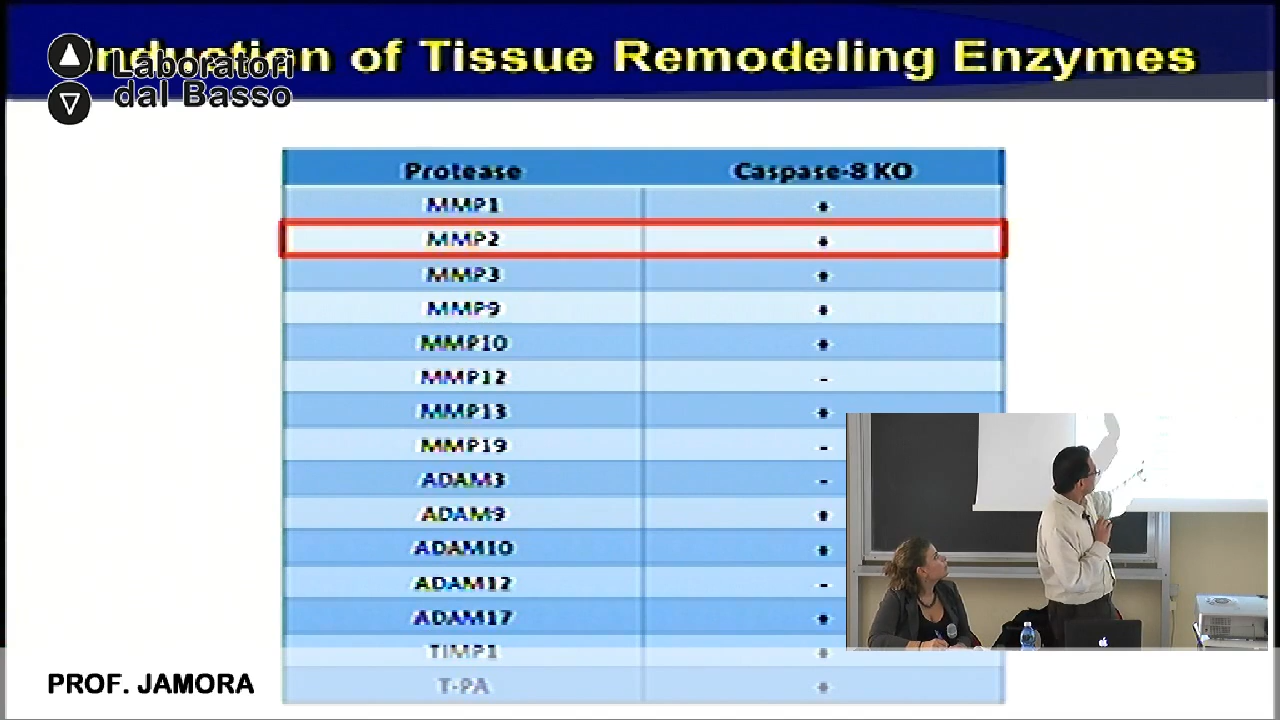 Induction of Tissue Remodeling Enzymes
Laboratori
dal Basso
Protease Caspase-8 KO
MMP1 +
MMP2 +
MMP3 +
MMP9 +
MMP10 +
MMP12 -
MMP13 +
MMP19 -
ADAM3 -
ADAM9 +
ADAM10 +
ADAM12 -
ADAM17 +
TIMP1 +
T-PA +
PROF. JAMORA